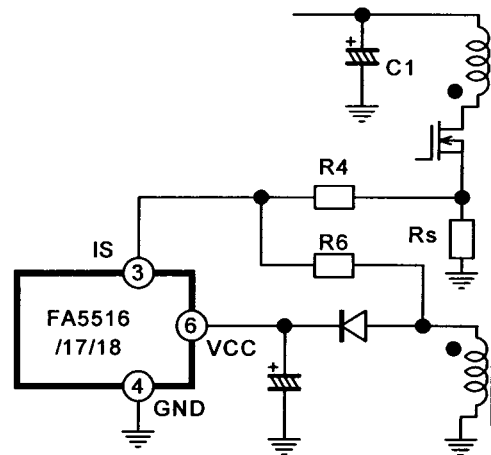 +
C1
R4
Rs
R6
IS
3
FA5516
/17/18
6
VCC
+
4
GND